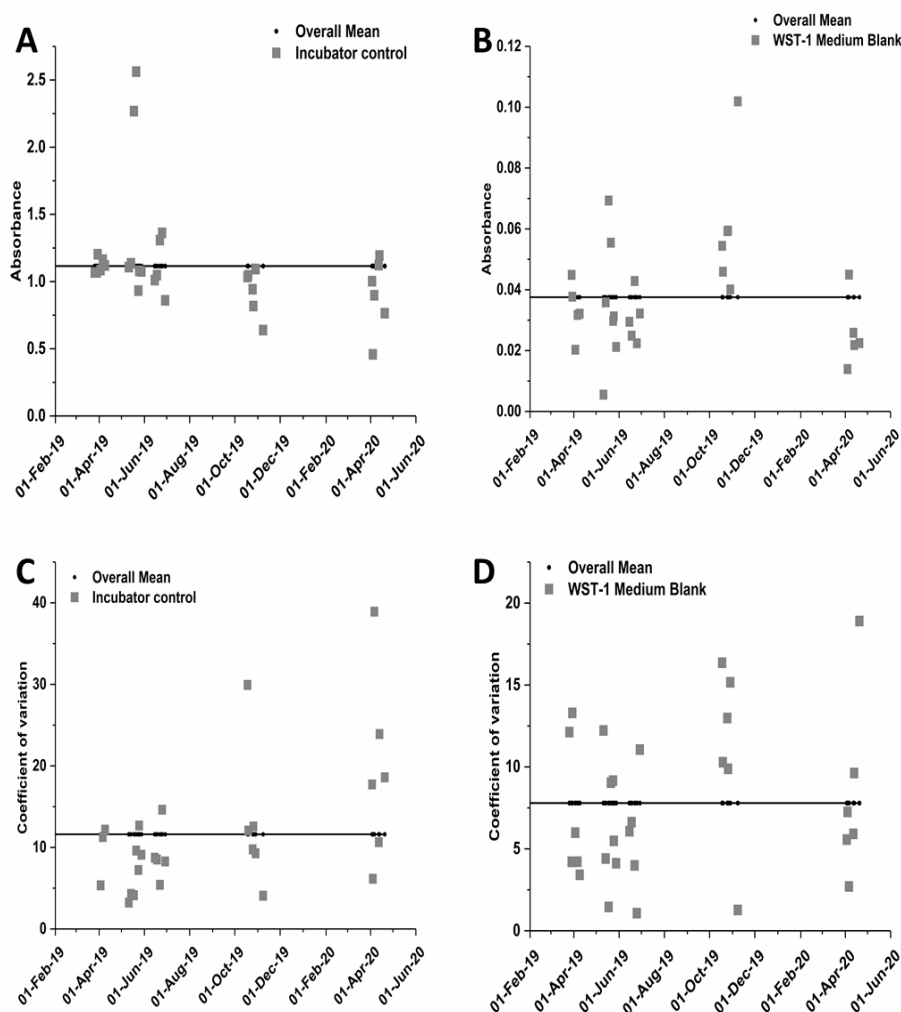 A
Overall Mean
Incubator control
Absorbance
2.5
2.0
1.5
1.0
0.5
0.0
01-Feb-19
01-Apr-19
01-Jun-19
01-Aug-19
01-Oct-19
01-Dec-19
01-Feb-20
01-Apr-20
01-Jun-20
B
Overall Mean
WST-1 Medium Blank
Absorbance
0.12
0.10
0.08
0.06
0.04
0.02
0.00
01-Feb-19
01-Apr-19
01-Jun-19
01-Aug-19
01-Oct-19
01-Dec-19
01-Feb-20
01-Apr-20
01-Jun-20
C
Overall Mean
Incubator control
Coefficient of variation
40
30
20
10
0
01-Feb-19
01-Apr-19
01-Jun-19
01-Aug-19
01-Oct-19
01-Dec-19
01-Feb-20
01-Apr-20
01-Jun-20
D
Overall Mean
WST-1 Medium Blank
Coefficient of variation
20
15
10
5
0
01-Feb-19
01-Apr-19
01-Jun-19
01-Aug-19
01-Oct-19
01-Dec-19
01-Feb-20
01-Apr-20
01-Jun-20